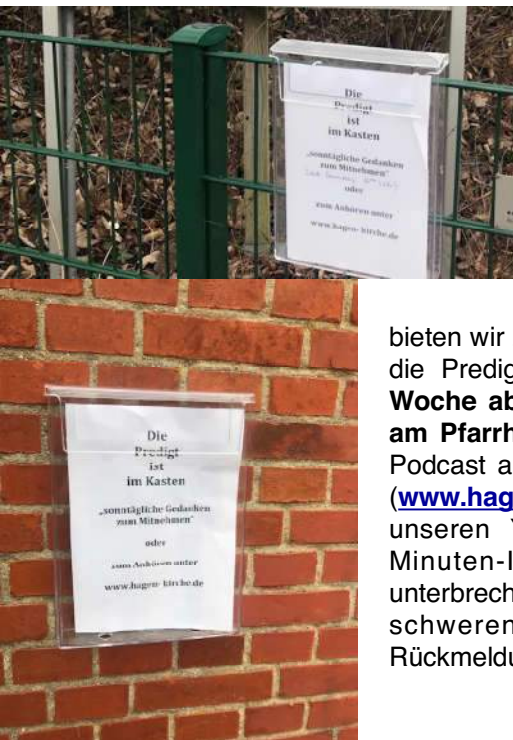 Die
Predigt
ist
im Kasten
„sonntägliche Gedanken
zum Mitnehmen“
oder
zum Anhören unter
www.hagen- kirche.de
Die
Predigt
ist
im Kasten
„sonntägliche Gedanken
zum Mitnehmen“
oder
zum Anhören unter
www.hagen- kirche.de
bieten wir
die Predig
Woche ab
am Pfarrh
Podcast a
(www.hag
unseren
Minuten-I
unterbrech
schweren
Rückmeldu